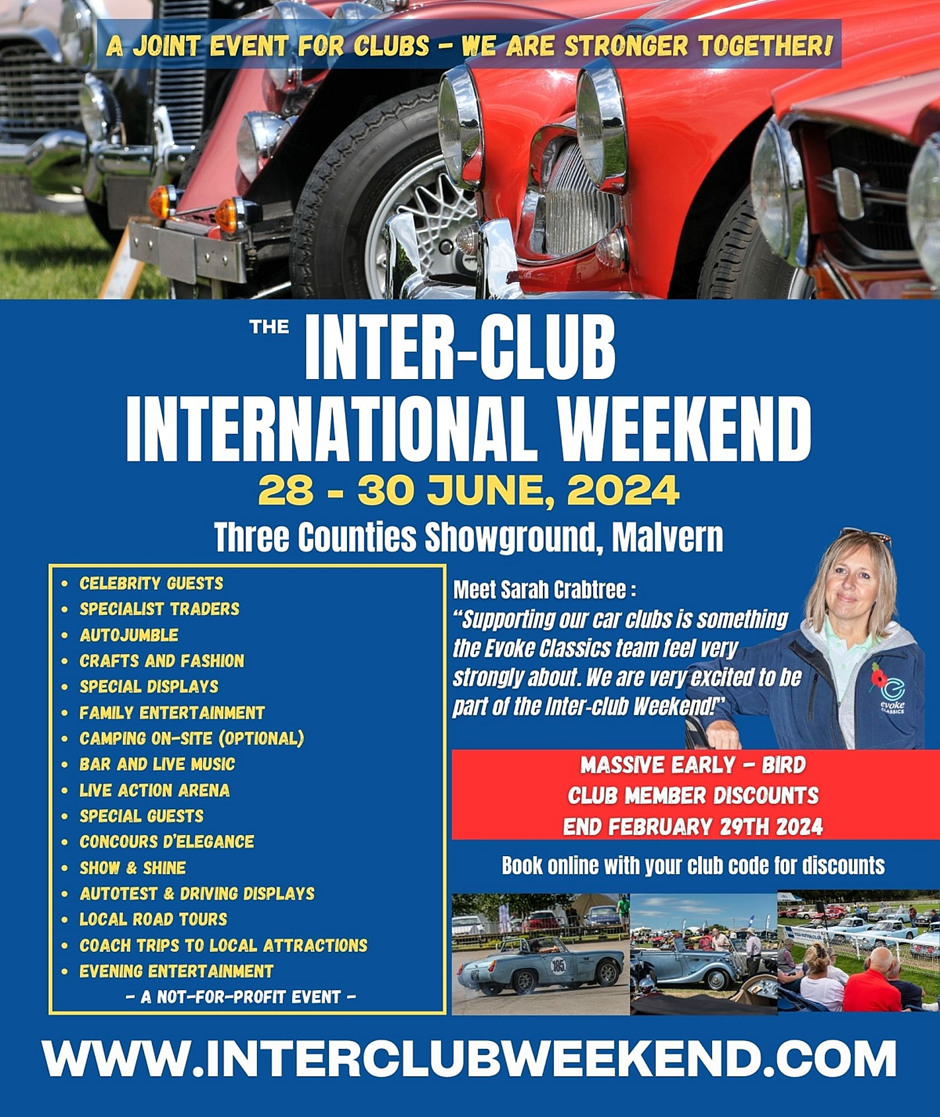 A JOINT EVENT FOR CLUBS – WE ARE STRONGER TOGETHER!
THE INTER-CLUB
INTERNATIONAL WEEKEND
28 - 30 JUNE, 2024
Three Counties Showground, Malvern
• CELEBRITY GUESTS
• SPECIALIST TRADERS
• AUTOJUMBLE
• CRAFTS AND FASHION
• SPECIAL DISPLAYS
• FAMILY ENTERTAINMENT
• CAMPING ON-SITE (OPTIONAL)
• BAR AND LIVE MUSIC
• LIVE ACTION ARENA
• SPECIAL GUESTS
• CONCOURS D'ELEGANCE
• SHOW & SHINE
• AUTOTEST & DRIVING DISPLAYS
• LOCAL ROAD TOURS
• COACH TRIPS TO LOCAL ATTRACTIONS
• EVENING ENTERTAINMENT
– A NOT-FOR-PROFIT EVENT –
Meet Sarah Crabtree :
“Supporting our car clubs is something
the Evoke Classics team feel very
strongly about. We are very excited to be
part of the Inter-club Weekend!”
evoke
CLASSICS
MASSIVE EARLY – BIRD
CLUB MEMBER DISCOUNTS
END FEBRUARY 29TH 2024
Book online with your club code for discounts
185
WWW.INTERCLUBWEEKEND.COM